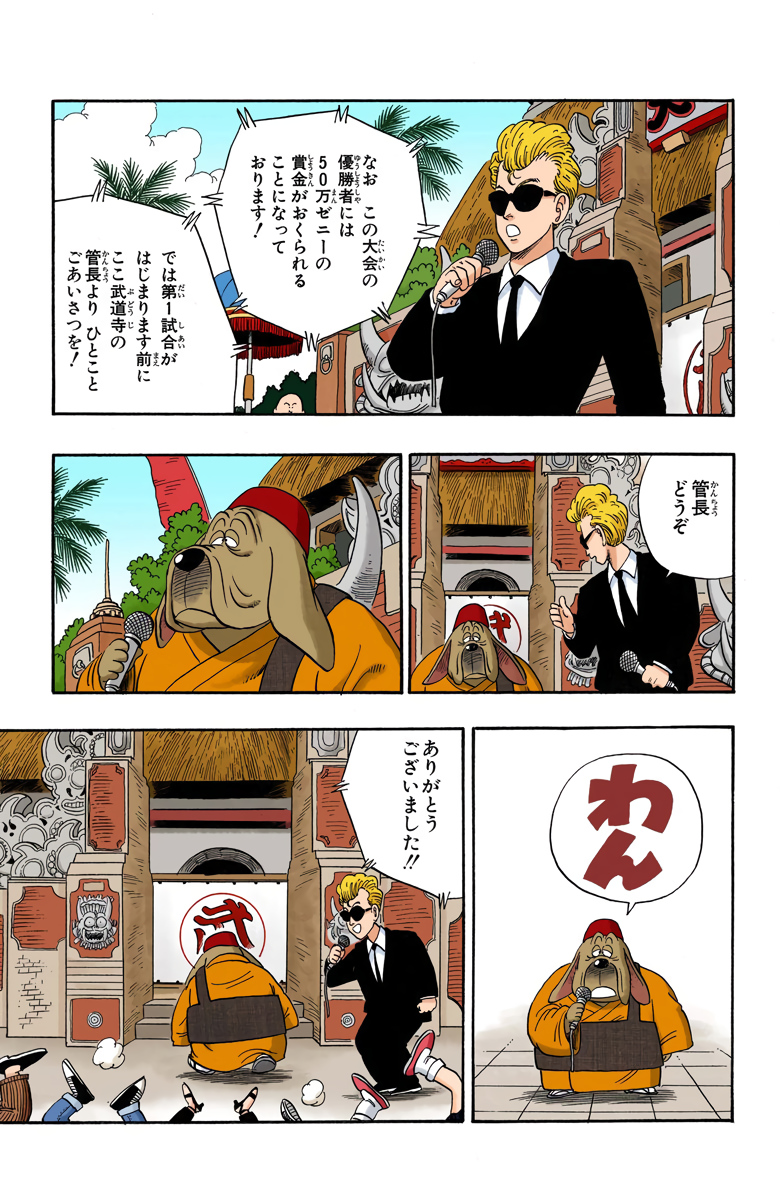 なお この大会の
優勝者には
50万ゼニーの
賞金がおくられる
ことになって
おります!
では第1試合が
はじまります前に
ここ武道寺の
管長より ひとこと
ごあいさつを!
管長
どうぞ
わん
ありがとう
ございました!!
武